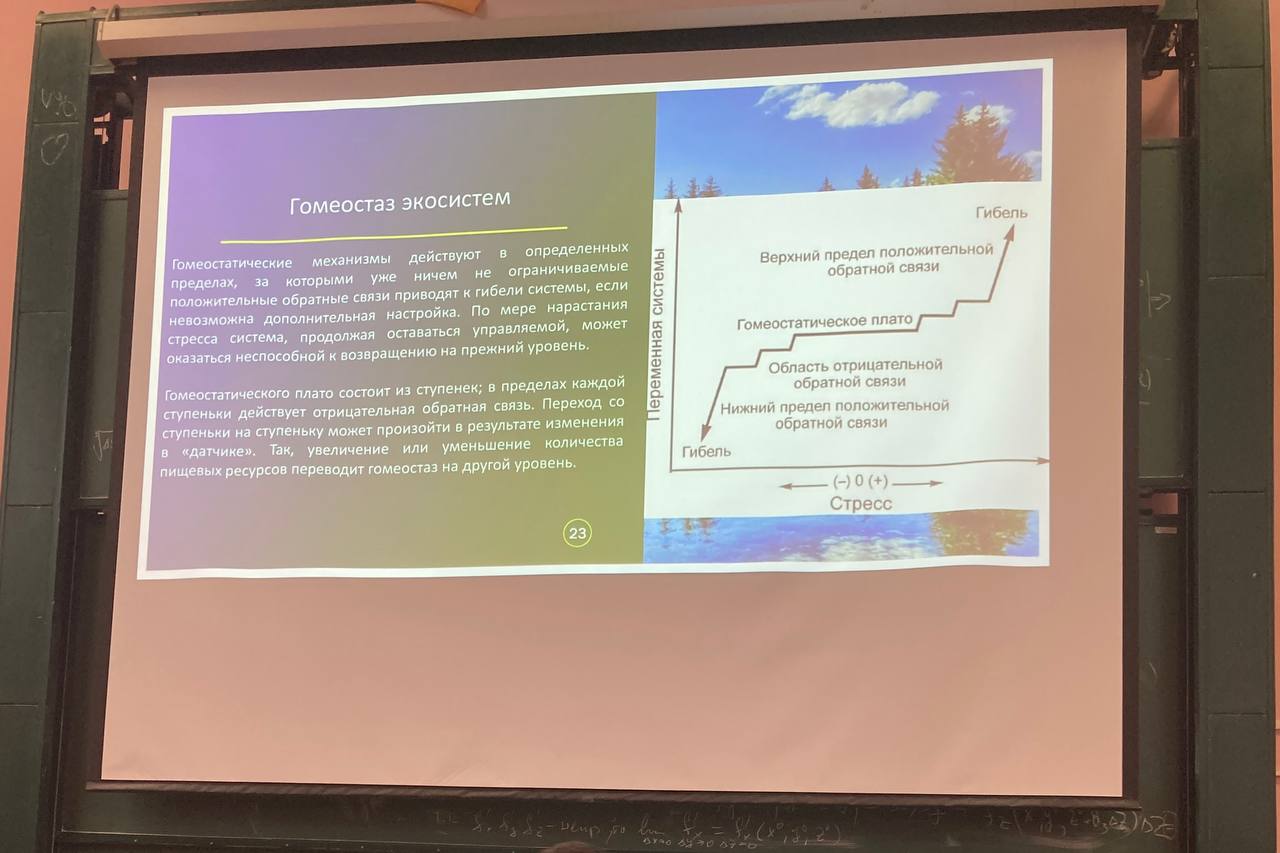 Гомеостаз экосистем
Гомеостатические механизмы действуют в определенных
пределах, за которыми уже ничем не ограничиваемые
положительные обратные связи приводят к гибели системы, если
невозможна дополнительная настройка. По мере нарастания
стресса система, продолжая оставаться управляемой, может
оказаться неспособной к возвращению на прежний уровень.
Гомеостатического плато состоит из ступенек; в пределах каждой
ступеньки действует отрицательная обратная связь. Переход со
ступеньки на ступеньку может произойти в результате изменения
в «датчике». Так, увеличение или уменьшение количества
пищевых ресурсов переводит гомеостаз на другой уровень.
23
Переменная системы
Гибель
Верхний предел положительной
обратной связи
Гомеостатическое плато
Область отрицательной
обратной связи
Нижний предел положительной
обратной связи
Гибель
(–) 0 (+)
Стресс